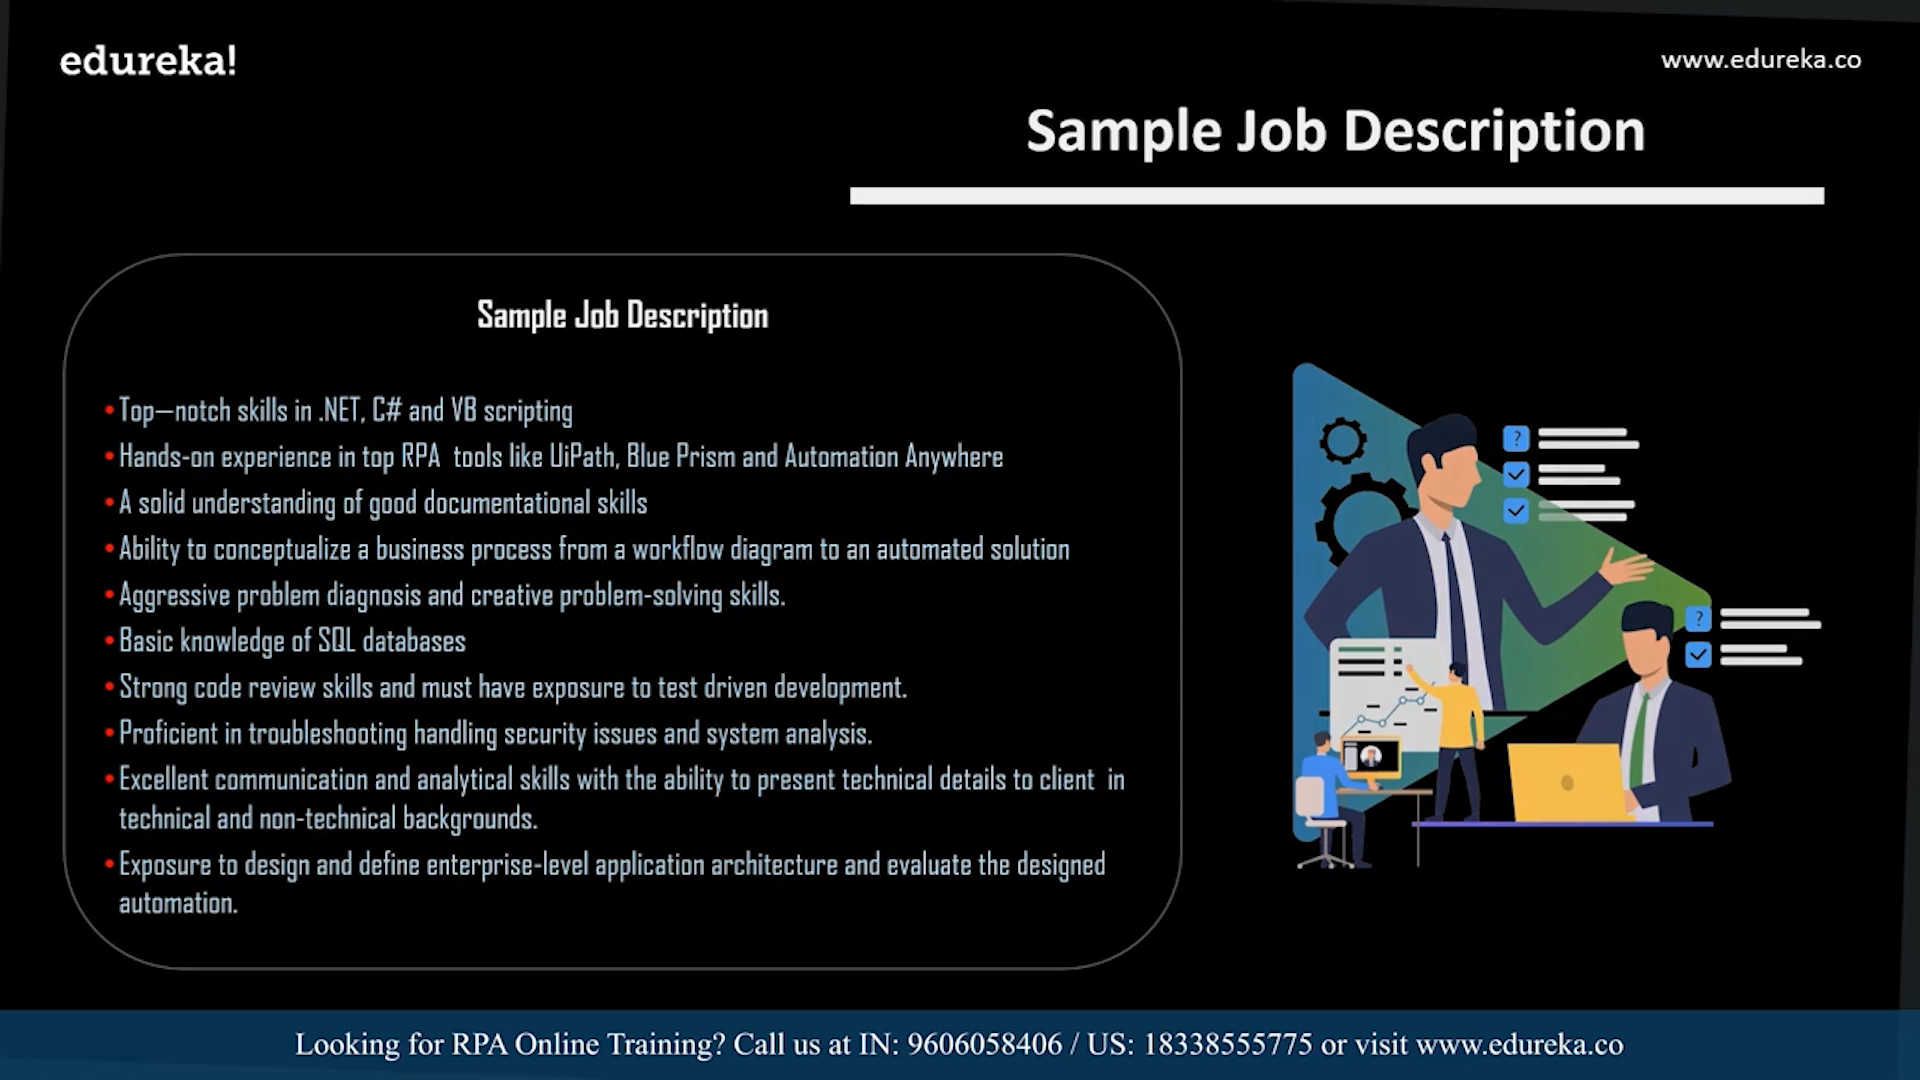 edureka!
www.edureka.co
Sample Job Description
Sample Job Description
• Top–notch skills in .NET, C# and VB scripting
• Hands-on experience in top RPA  tools like UiPath, Blue Prism and Automation Anywhere
• A solid understanding of good documentational skills
• Ability to conceptualize a business process from a workflow diagram to an automated solution
• Aggressive problem diagnosis and creative problem-solving skills.
• Basic knowledge of SQL databases
• Strong code review skills and must have exposure to test driven development.
• Proficient in troubleshooting handling security issues and system analysis.
• Excellent communication and analytical skills with the ability to present technical details to client  in
technical and non-technical backgrounds.
• Exposure to design and define enterprise-level application architecture and evaluate the designed
automation.
?
?
Looking for RPA Online Training? Call us at IN: 9606058406 / US: 18338555775 or visit www.edureka.co